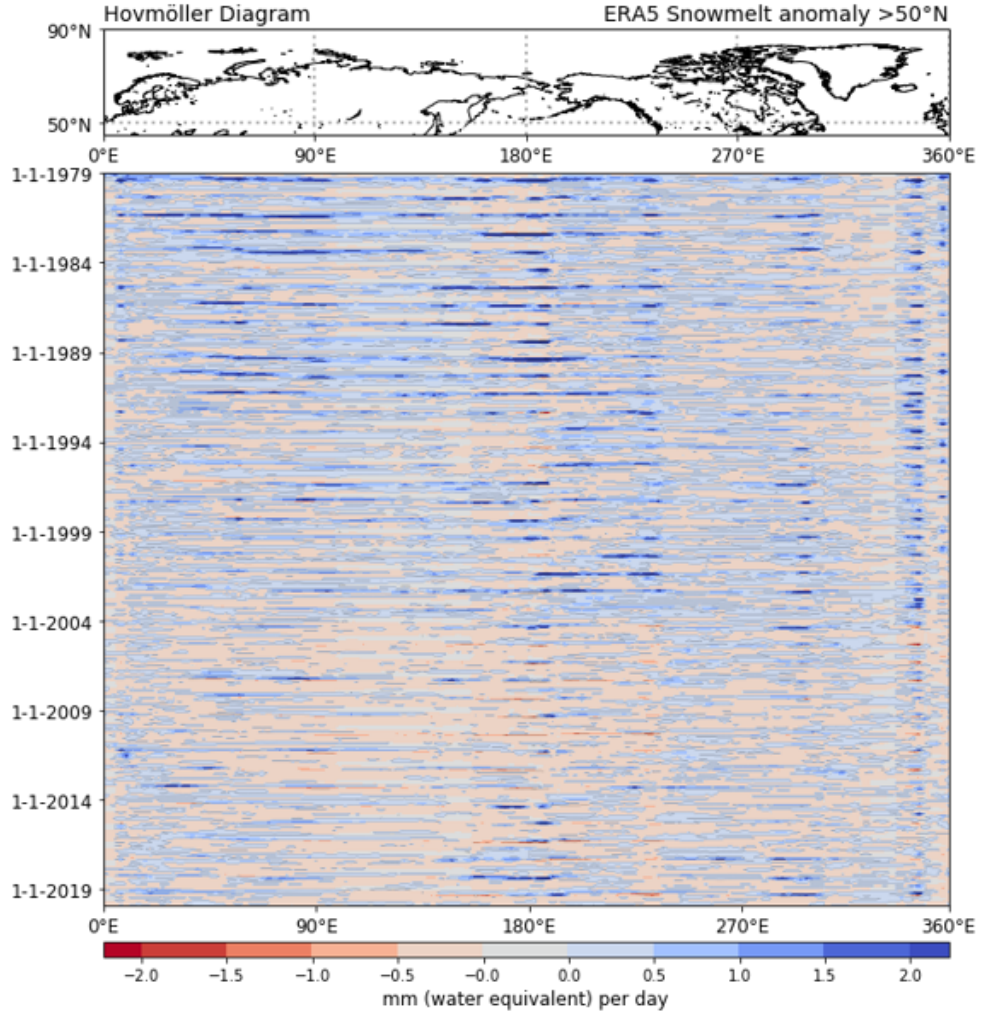 Hovmöller Diagram ERA5 Snowmelt anomaly >50°N
90°N
50°N
0°E 90°E 180°E 270°E 360°E
1-1-1979
1-1-1984
1-1-1989
1-1-1994
1-1-1999
1-1-2004
1-1-2009
1-1-2014
1-1-2019
0°E 90°E 180°E 270°E 360°E
−2.0 −1.5 −1.0 −0.5 −0.0 0.0 0.5 1.0 1.5 2.0
mm (water equivalent) per day